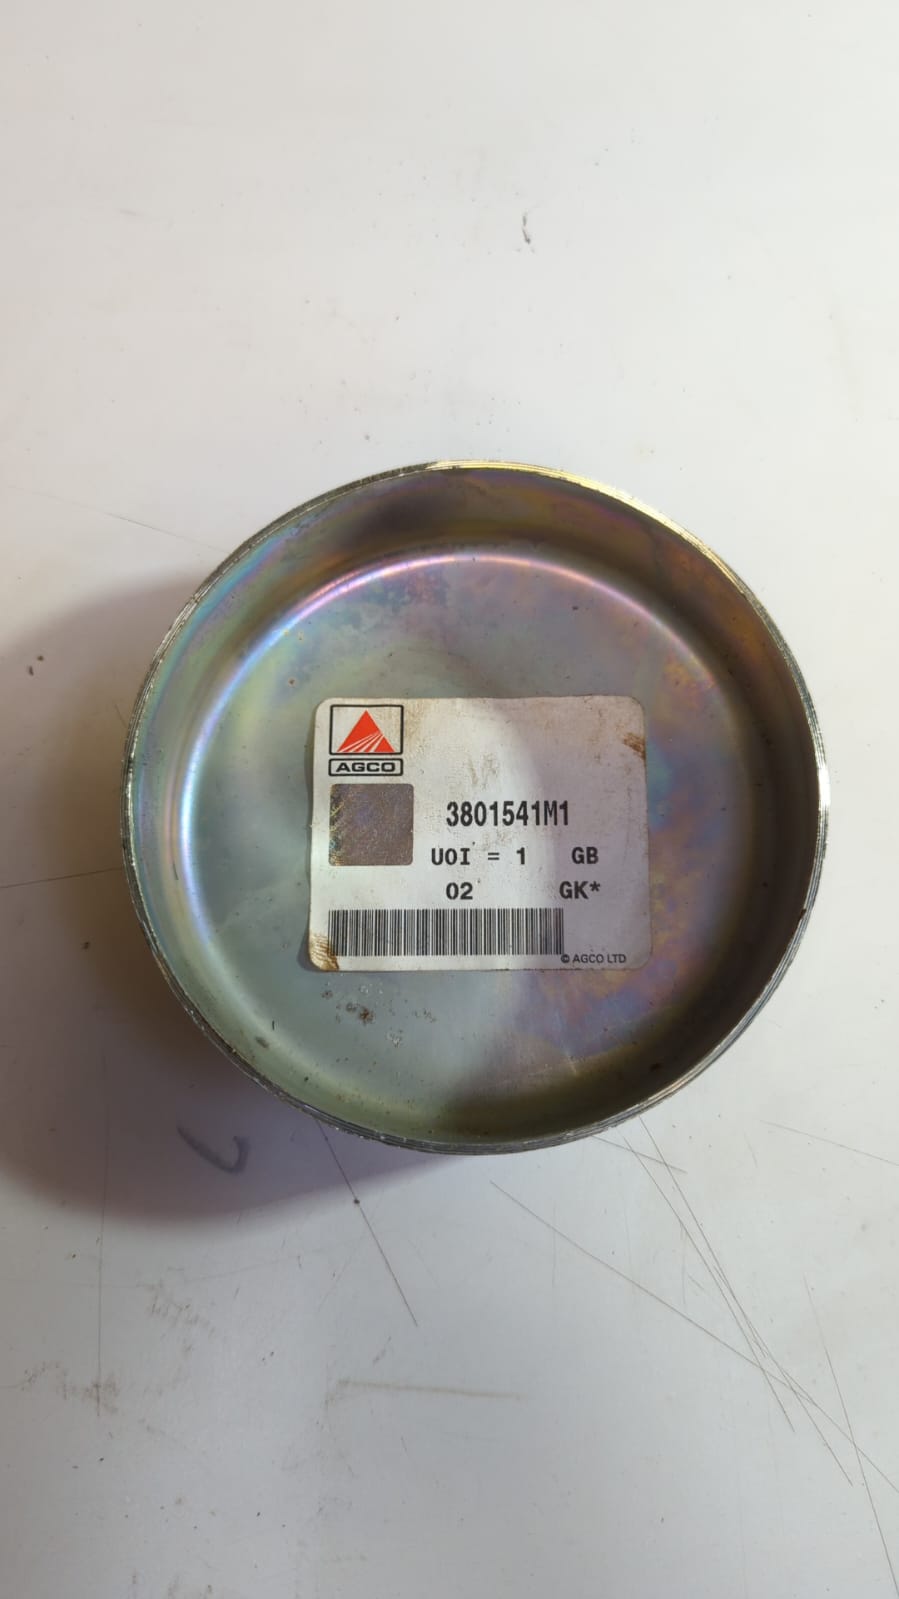 AGCO
3801541M1
UOI = 1 GB
02 GK*
© AGCO LTD